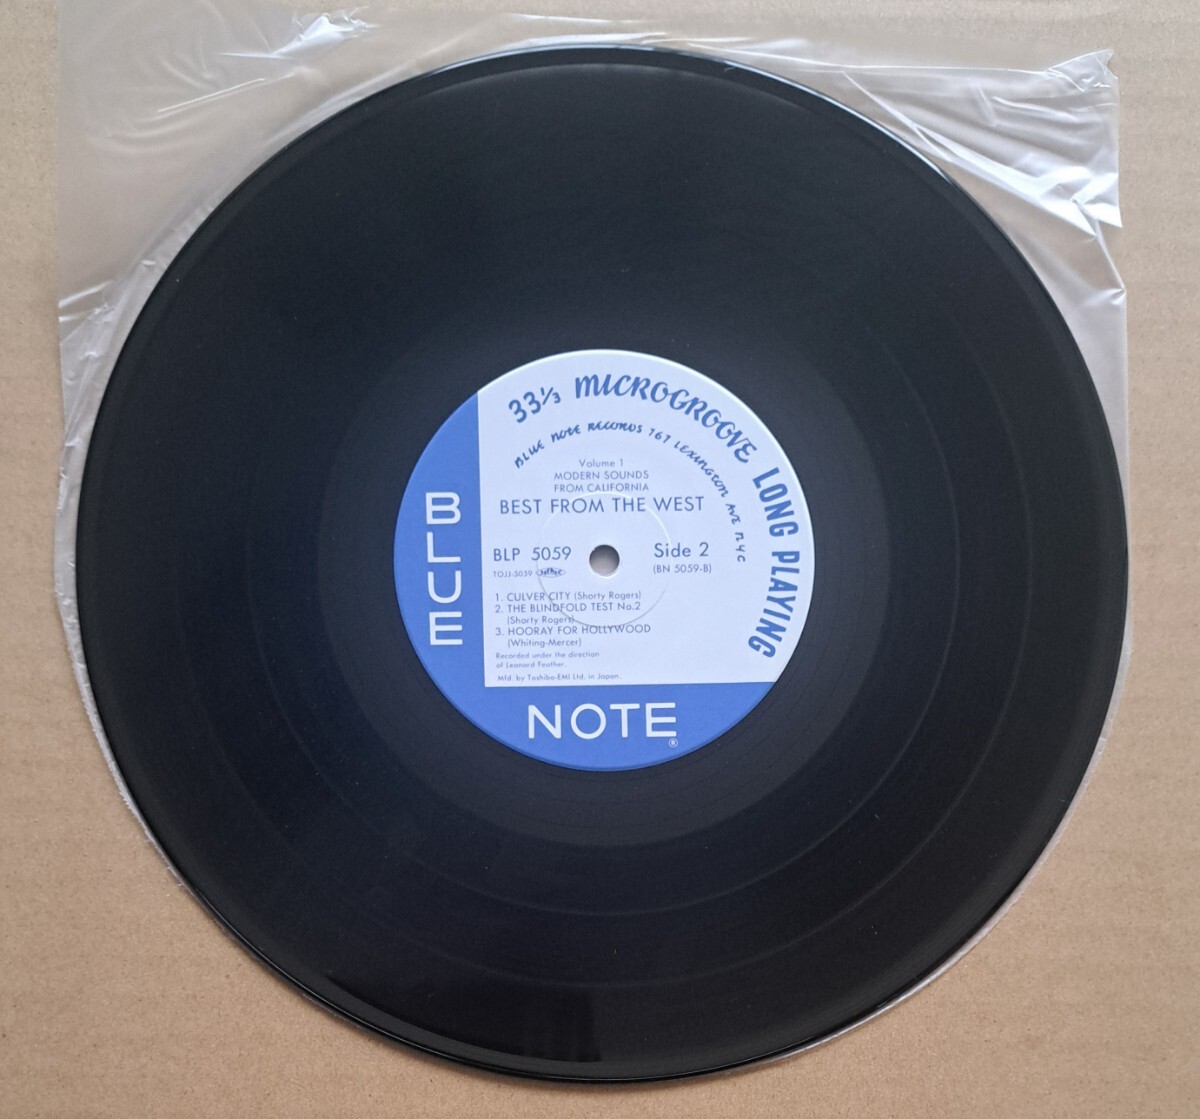 33⅓ MICROGROOVE LONG PLAYING
BLUE NOTE RECORDS 767 LEXINGTON AVE NYC
Volume 1
MODERN SOUNDS
FROM CALIFORNIA
BEST FROM THE WEST
BLP 5059
Side 2
TOJJ-5059
(BN 5059-B)
1. CULVER CITY (Shorty Rogers)
2. THE BLINDFOLD TEST No.2
(Shorty Rogers)
3. HOORAY FOR HOLLYWOOD
(Whiting-Mercer)
Recorded under the direction
of Leonard Feather.
Mfd. by Toshiba-EMI Ltd. in Japan.
BLUE
NOTE
®